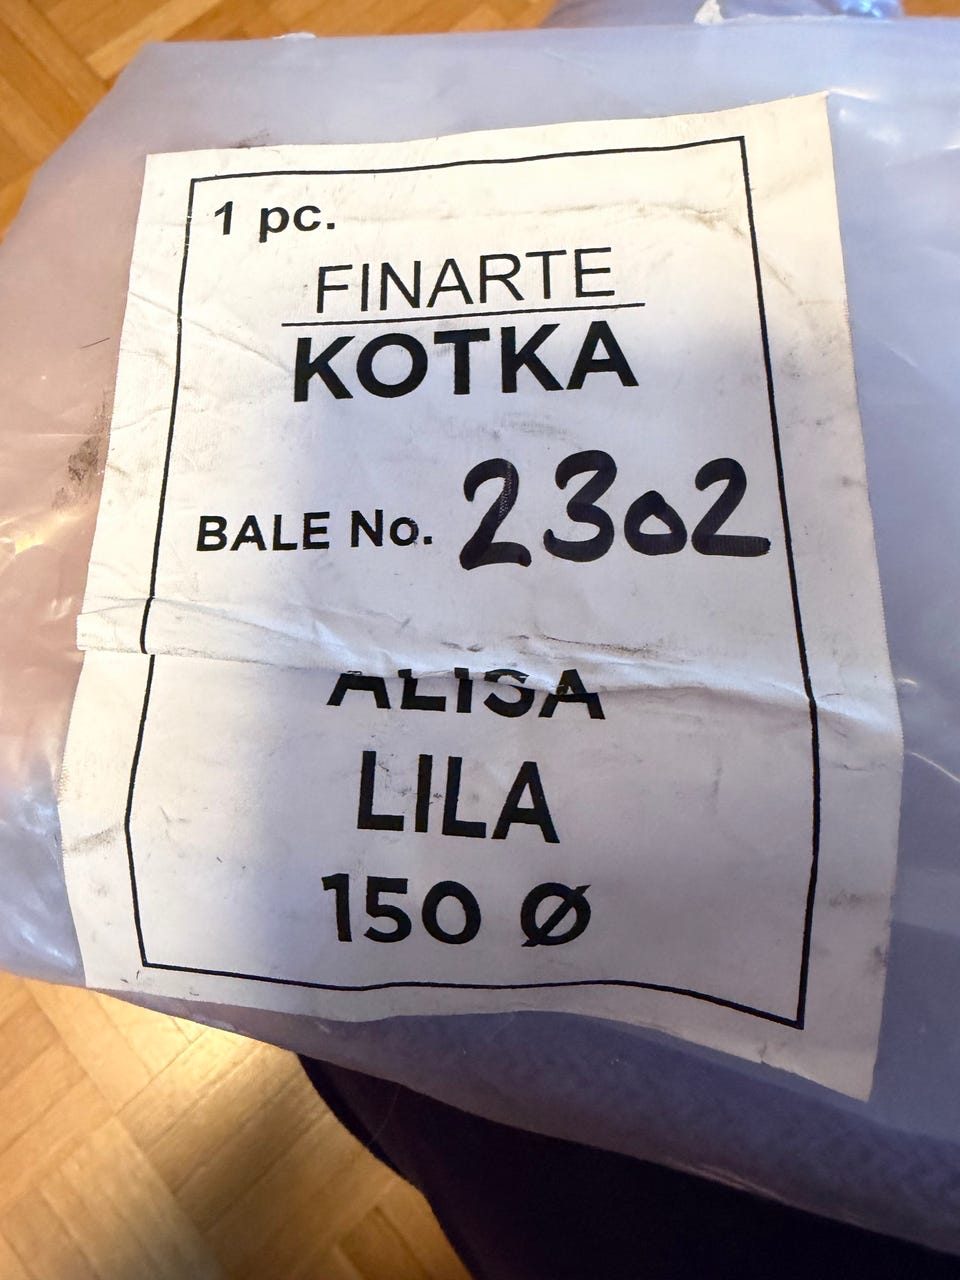 1 pc.
FINARTE
KOTKA
BALE No. 2302
ALISA
LILA
150 Ø